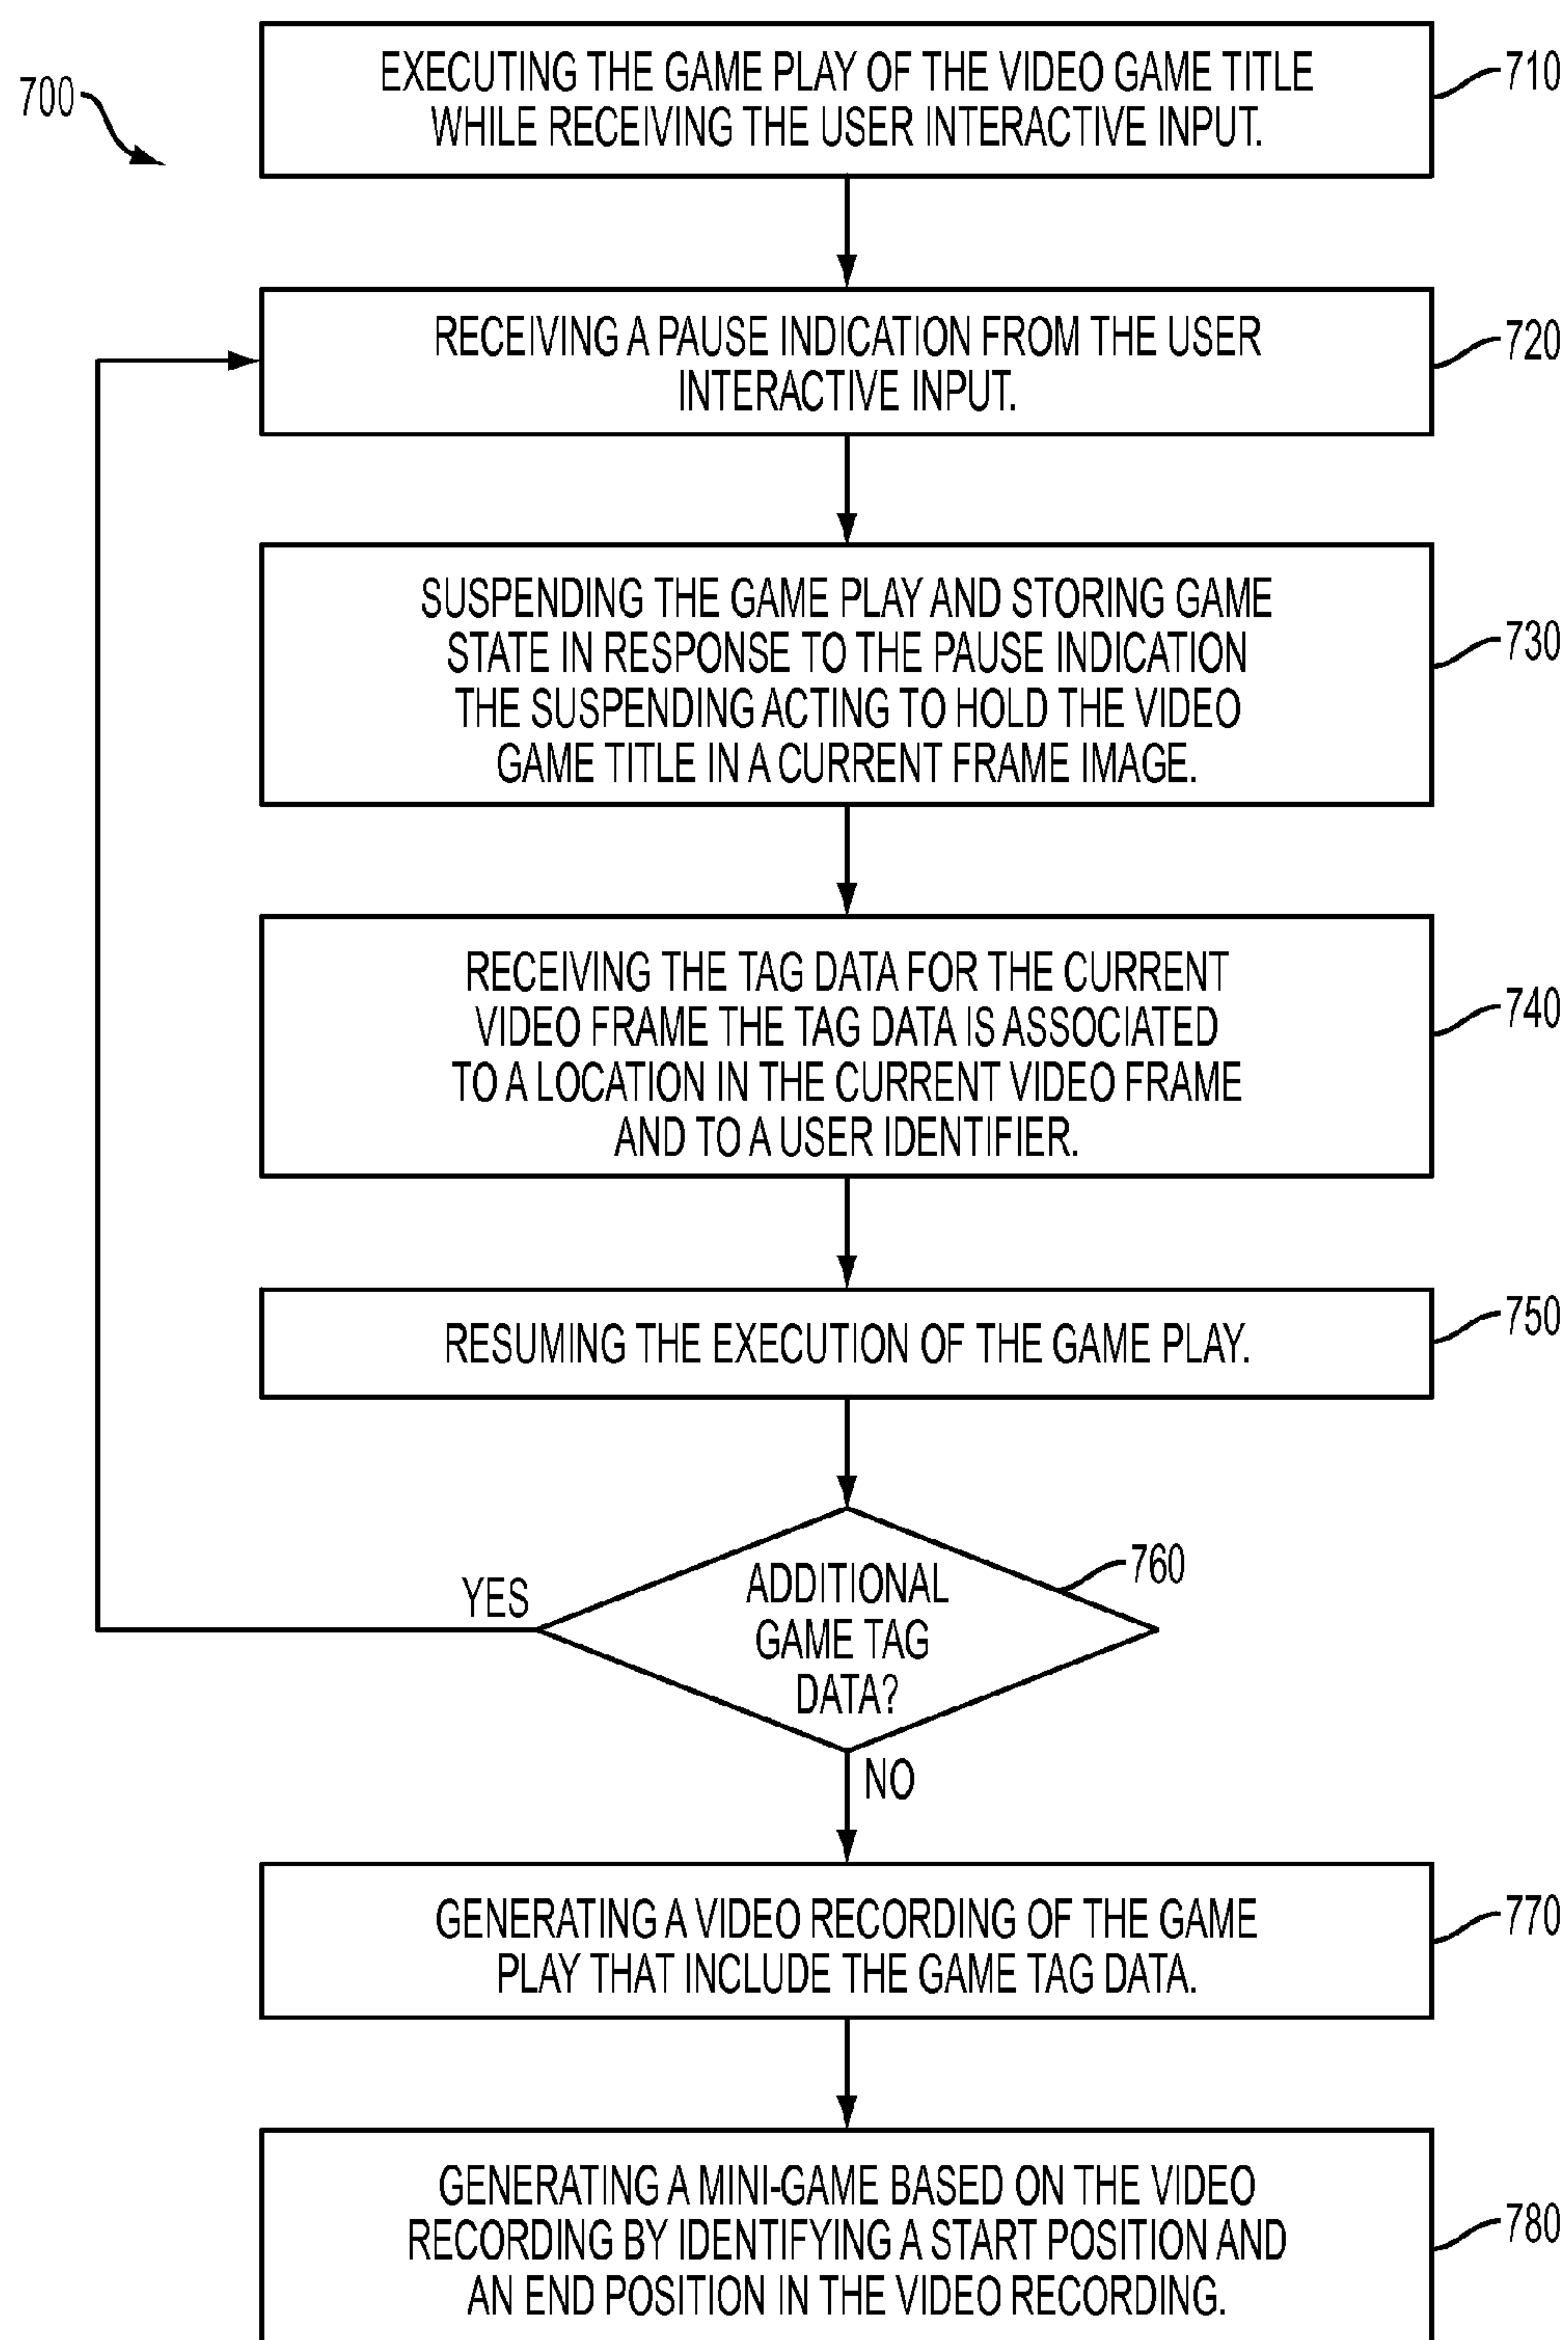 700
EXECUTING THE GAME PLAY OF THE VIDEO GAME TITLE
WHILE RECEIVING THE USER INTERACTIVE INPUT.
710
RECEIVING A PAUSE INDICATION FROM THE USER
INTERACTIVE INPUT.
720
SUSPENDING THE GAME PLAY AND STORING GAME
STATE IN RESPONSE TO THE PAUSE INDICATION
THE SUSPENDING ACTING TO HOLD THE VIDEO
GAME TITLE IN A CURRENT FRAME IMAGE.
730
RECEIVING THE TAG DATA FOR THE CURRENT
VIDEO FRAME THE TAG DATA IS ASSOCIATED
TO A LOCATION IN THE CURRENT VIDEO FRAME
AND TO A USER IDENTIFIER.
740
RESUMING THE EXECUTION OF THE GAME PLAY.
750
ADDITIONAL
GAME TAG
DATA?
760
YES
NO
GENERATING A VIDEO RECORDING OF THE GAME
PLAY THAT INCLUDE THE GAME TAG DATA.
770
GENERATING A MINI-GAME BASED ON THE VIDEO
RECORDING BY IDENTIFYING A START POSITION AND
AN END POSITION IN THE VIDEO RECORDING.
780